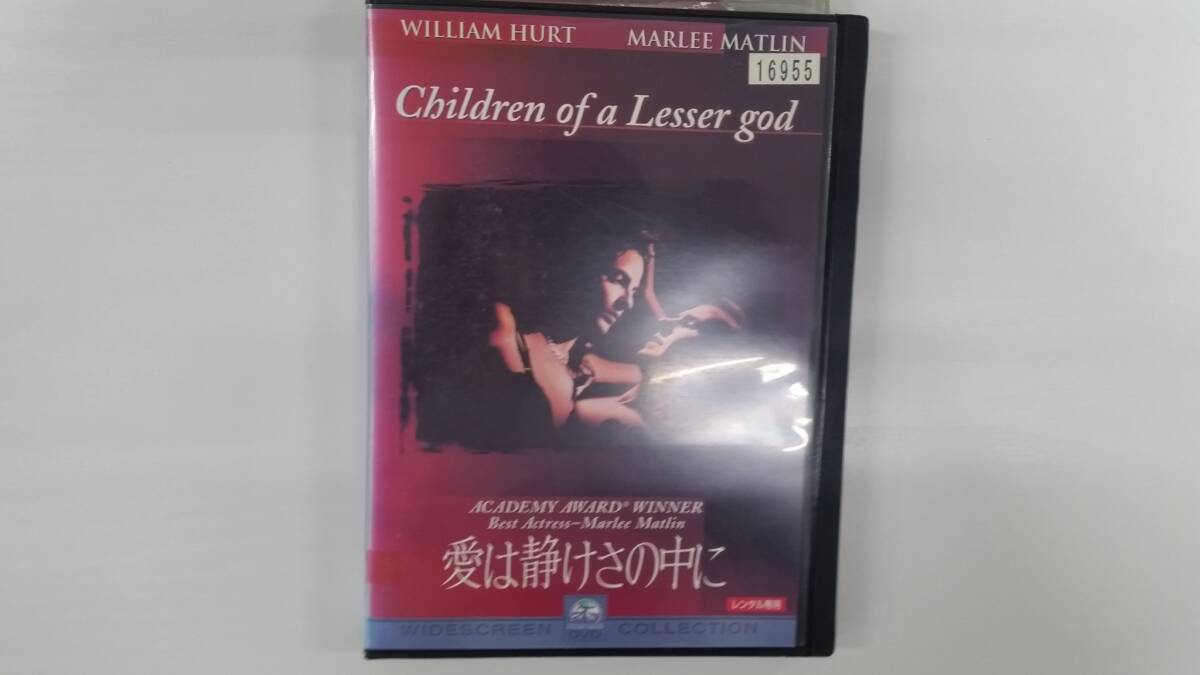 WILLIAM HURT MARLEE MATLIN
16955
Children of a Lesser god
ACADEMY AWARD® WINNER
Best Actress–Marlee Matlin
愛は静けさの中に
レンタル専用
WIDESCREEN DVD COLLECTION